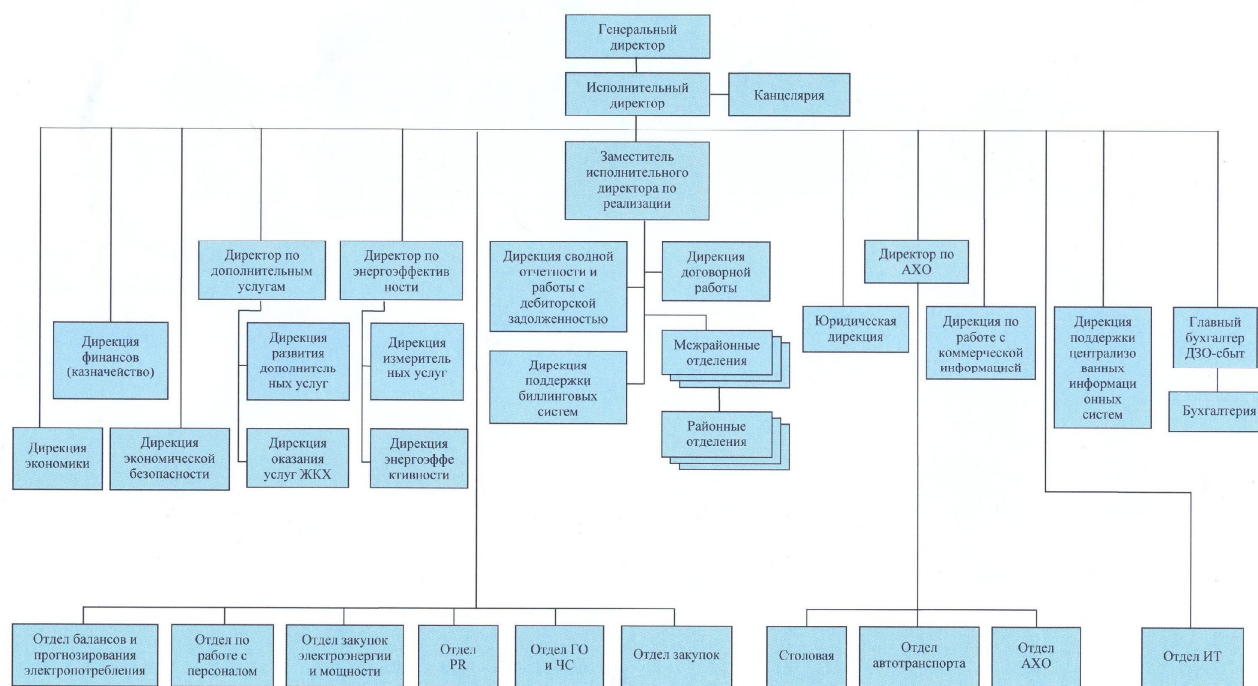 Генеральный
директор
Исполнительный
директор
Канцелярия
Заместитель
исполнительного
директора по
реализации
Директор по
дополнительным
услугам
Директор по
энергоэффектив
ности
Дирекция сводной
отчетности и
работы с
дебиторской
задолженностью
Дирекция
договорной
работы
Директор по
АХО
Дирекция
финансов
(казначейство)
Дирекция
развития
дополнитель
ных услуг
Дирекция
измеритель
ных услуг
Дирекция
поддержки
биллинговых
систем
Межрайонные
отделения
Юридическая
дирекция
Дирекция по
работе с
коммерческой
информацией
Дирекция
поддержки
централизо
ванных
информаци
онных
систем
Главный
бухгалтер
ДЗО-сбыт
Бухгалтерия
Дирекция
экономики
Дирекция
экономической
безопасности
Дирекция
оказания
услуг ЖКХ
Дирекция
энергоэффе
ктивности
Районные
отделения
Отдел балансов и
прогнозирования
электропотребления
Отдел по
работе с
персоналом
Отдел закупок
электроэнергии
и мощности
Отдел
PR
Отдел ГО
и ЧС
Отдел закупок
Столовая
Отдел
автотранспорта
Отдел
АХО
Отдел ИТ